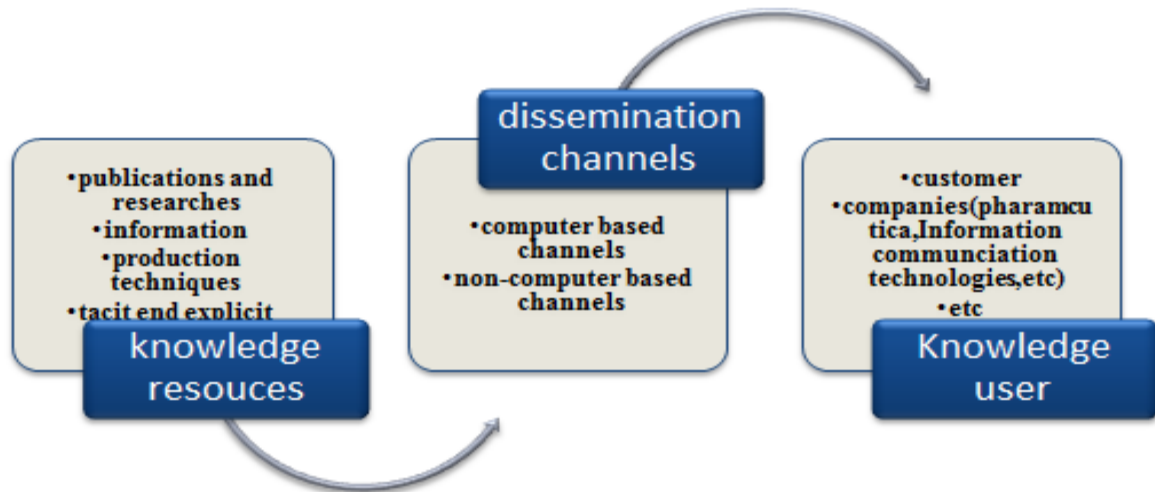 •publications and
researches
•information
•production
techniques
•tacit end explicit
knowledge
resouces
dissemination
channels
•computer based
channels
•non-computer based
channels
•customer
•companies(pharamcu
tica,Information
communciation
technologies,etc)
•etc
Knowledge
user